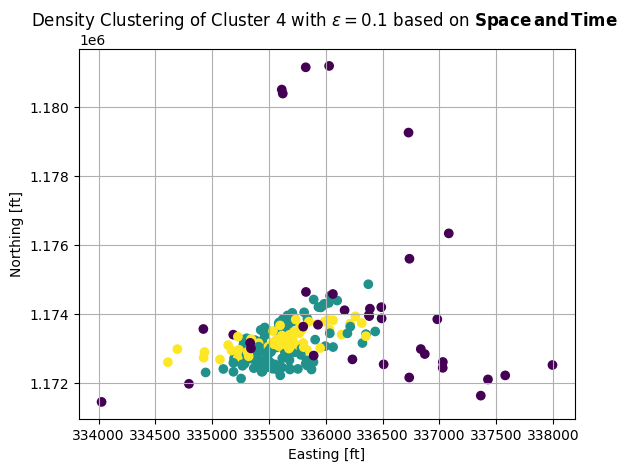 Density Clustering of Cluster 4 with ε = 0.1 based on Space and Time
1e6
1.180
1.178
1.176
1.174
1.172
Northing [ft]
334000 334500 335000 335500 336000 336500 337000 337500 338000
Easting [ft]